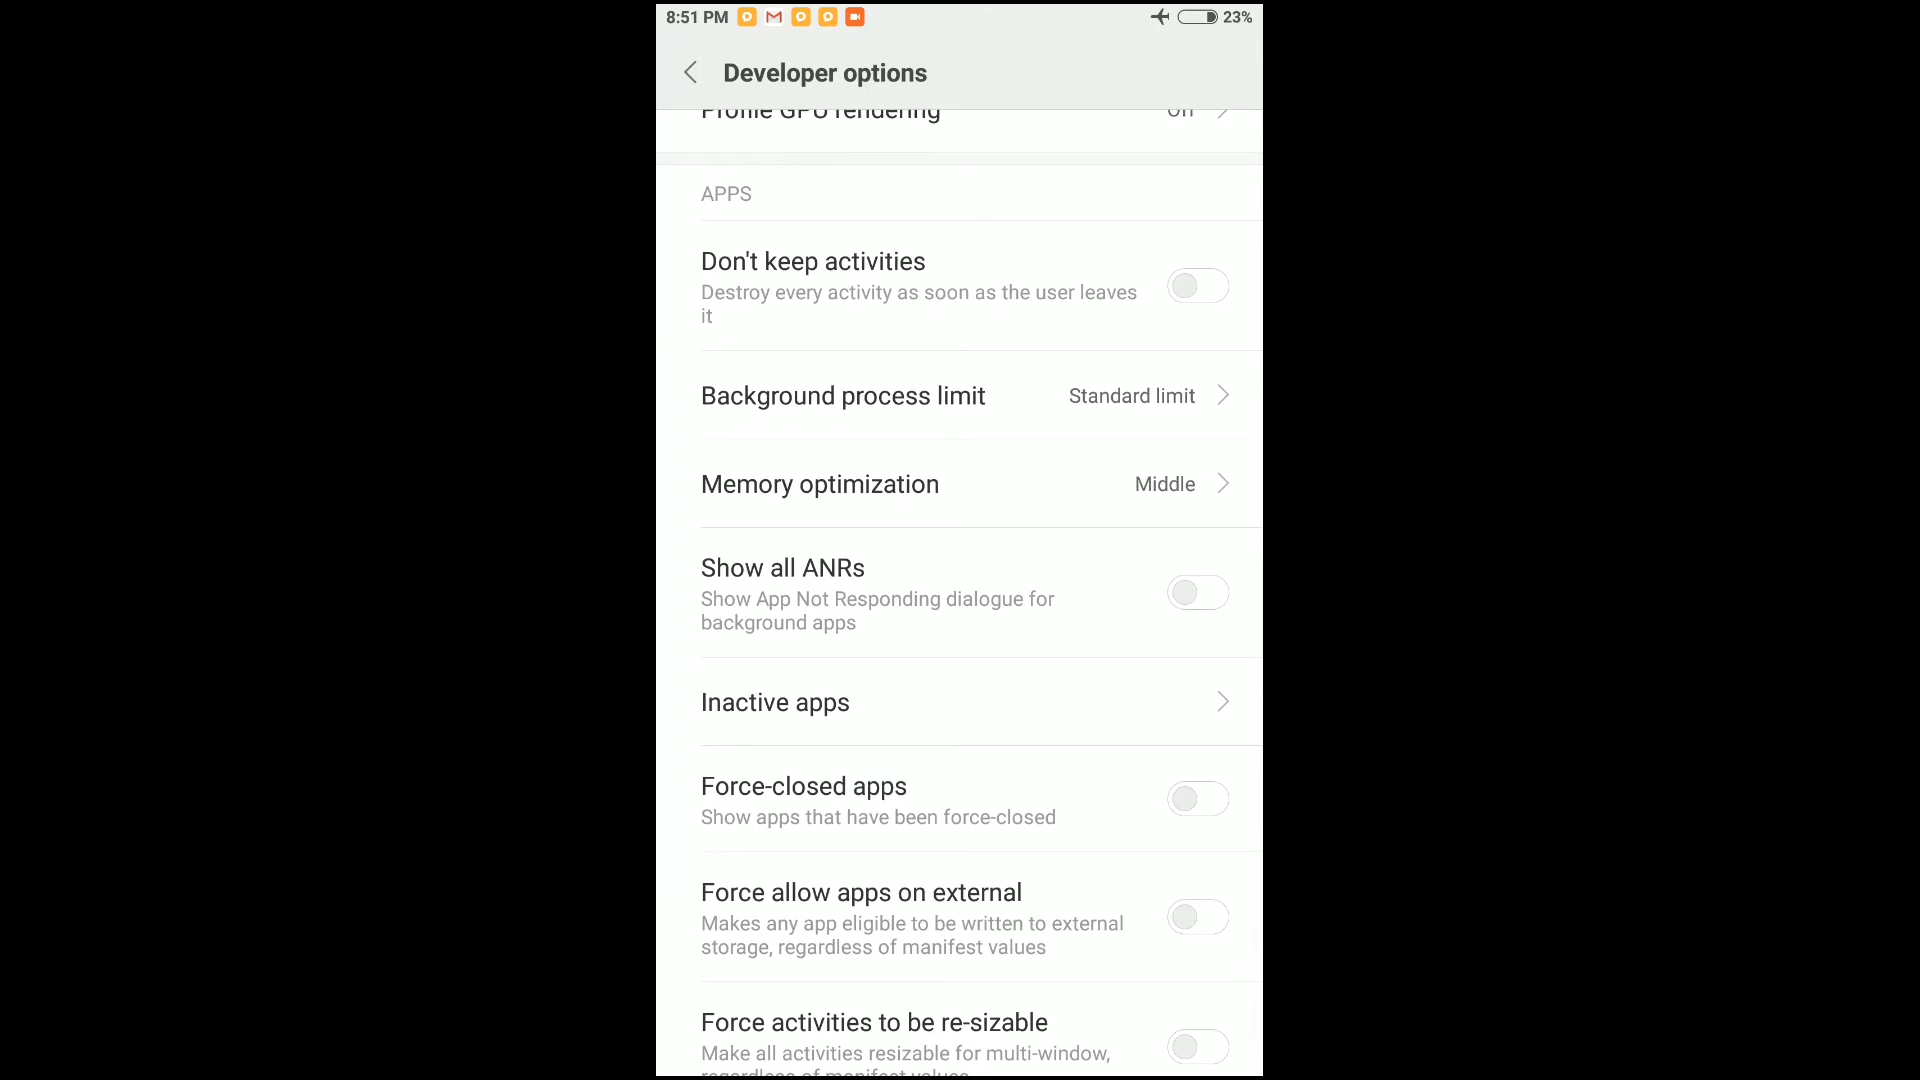 8:51 PM 23%
Developer options
Profile GPU rendering
APPS
Don't keep activities
Destroy every activity as soon as the user leaves
it
Background process limit Standard limit
Memory optimization Middle
Show all ANRs
Show App Not Responding dialogue for
background apps
Inactive apps
Force-closed apps
Show apps that have been force-closed
Force allow apps on external
Makes any app eligible to be written to external
storage, regardless of manifest values
Force activities to be re-sizable
Make all activities resizable for multi-window,
regardless of manifest values